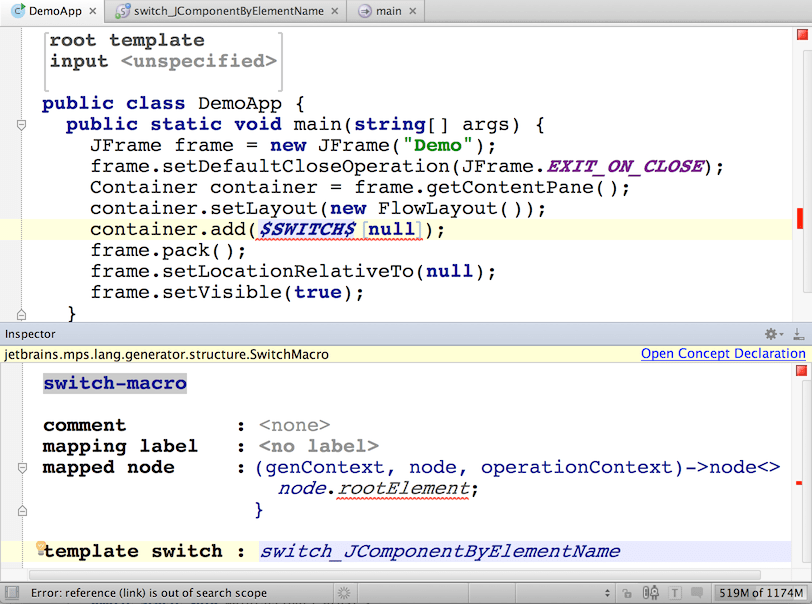 DemoApp × switch_JComponentByElementName × main ×
root template
input <unspecified>
public class DemoApp {
public static void main(string[] args) {
JFrame frame = new JFrame("Demo");
frame.setDefaultCloseOperation(JFrame.EXIT_ON_CLOSE);
Container container = frame.getContentPane();
container.setLayout(new FlowLayout());
container.add($SWITCH$ [null]);
frame.pack();
frame.setLocationRelativeTo(null);
frame.setVisible(true);
}
Inspector
jetbrains.mps.lang.generator.structure.SwitchMacro Open Concept Declaration
switch-macro
comment : <none>
mapping label : <no label>
mapped node : (genContext, node, operationContext)->node<>
node.rootElement;
}
template switch : switch_JComponentByElementName
Error: reference (link) is out of search scope T 519M of 1174M